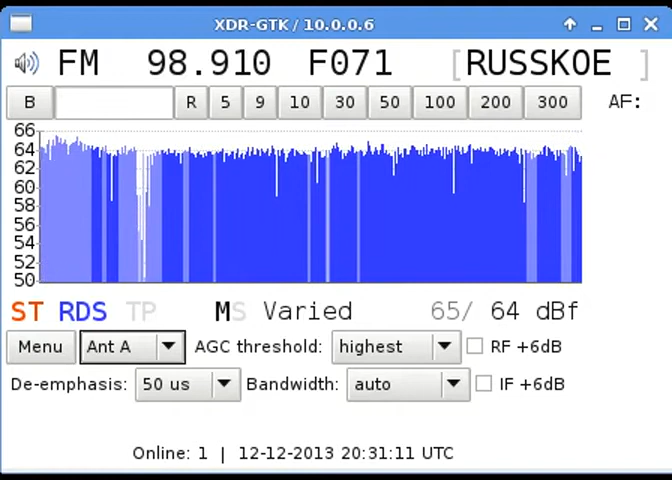 XDR-GTK / 10.0.0.6
FM 98.910 F071 [RUSSKOE ]
B R 5 9 10 30 50 100 200 300 AF:
66
64
62
60
58
56
54
52
50
ST RDS TP MS Varied 65/ 64 dBf
Menu Ant A AGC threshold: highest RF +6dB
De-emphasis: 50 us Bandwidth: auto IF +6dB
Online: 1 | 12-12-2013 20:31:11 UTC